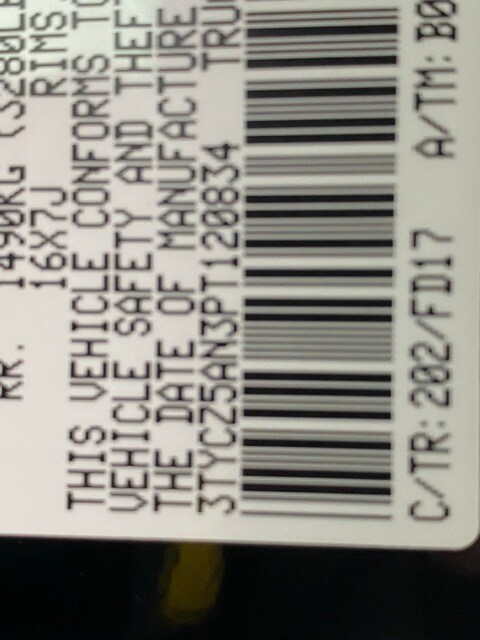 RR. 1490KG (3280LB
16X7J RIMS,
THIS VEHICLE CONFORMS TO
VEHICLE SAFETY AND THEF
THE DATE OF MANUFACTURE
3TYCZ5AN3PT120834 TRU
C/TR:202/FD17 A/TM:B0